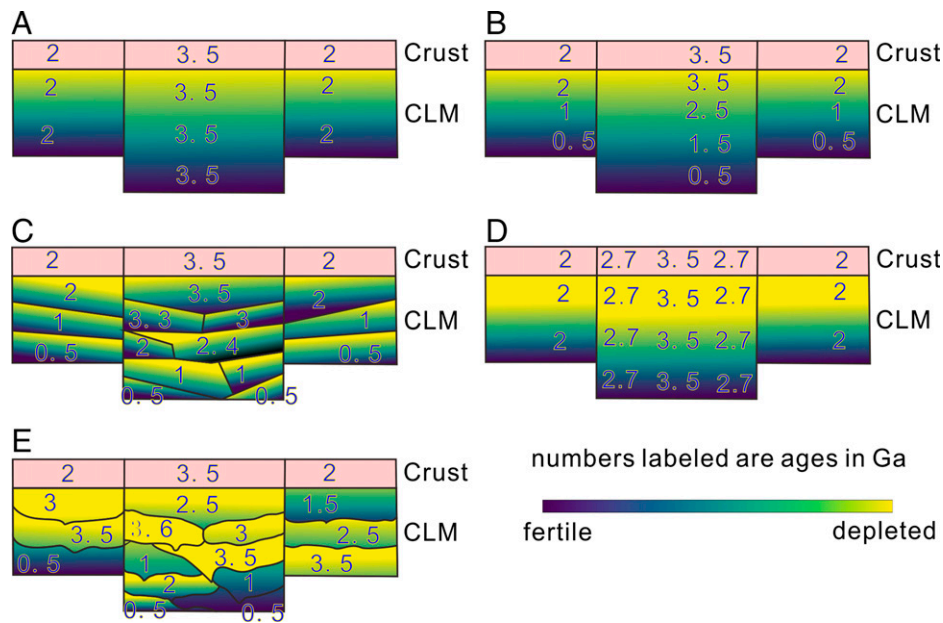 A
2 3.5 2 Crust
2 3.5 2
CLM
2 3.5 2
3.5
B
2 3.5 2 Crust
2 3.5 2
1 2.5 1 CLM
0.5 1.5 0.5
0.5
C
2 3.5 2 Crust
2 3.5 2
1 3.3 3 1 CLM
0.5 2 2.4 0.5
1 1
0.5 0.5
D
2 2.7 3.5 2.7 2 Crust
2 2.7 3.5 2.7 2
CLM
2 2.7 3.5 2.7 2
2.7 3.5 2.7
E
2 3.5 2 Crust
3 2.5 1.5
3.5 3.6 3 2.5 CLM
0.5 1 3.5 3.5
2 1
0.5 0.5
numbers labeled are ages in Ga
fertile depleted